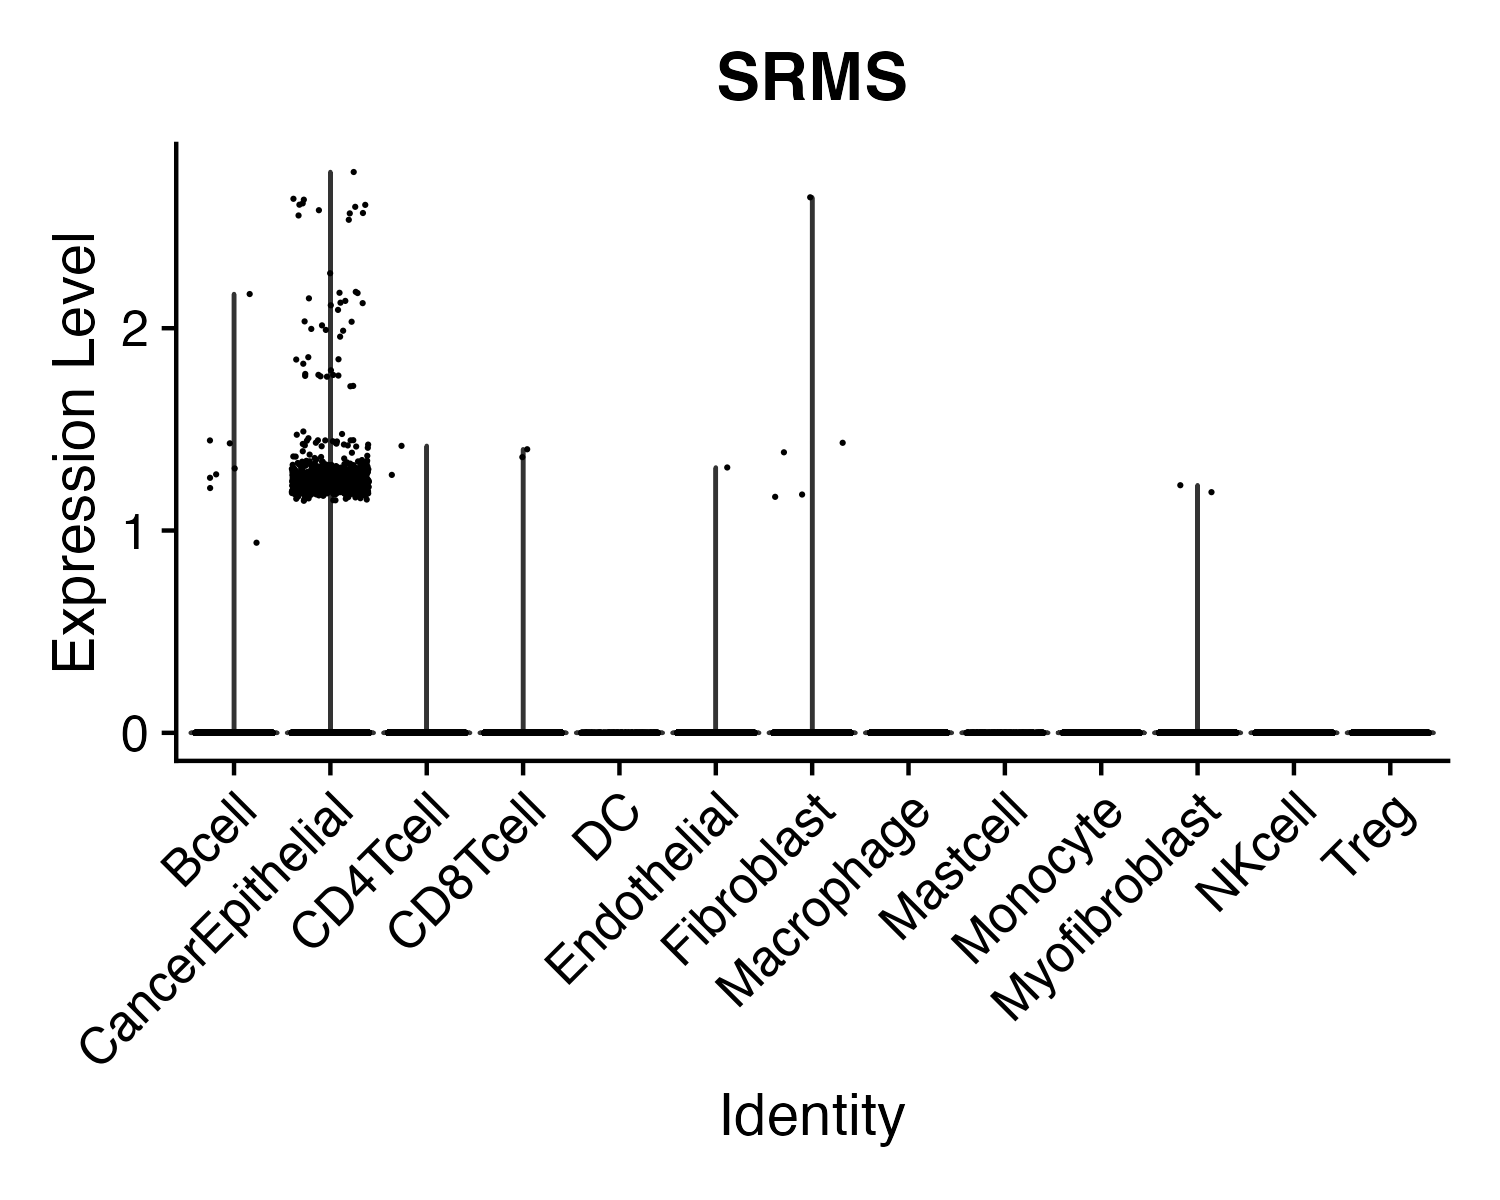 SRMS
Expression Level
2
1
0
Bcell
CancerEpithelial
CD4Tcell
CD8Tcell
DC
Endothelial
Fibroblast
Macrophage
Mastcell
Monocyte
Myofibroblast
NKcell
Treg
Identity